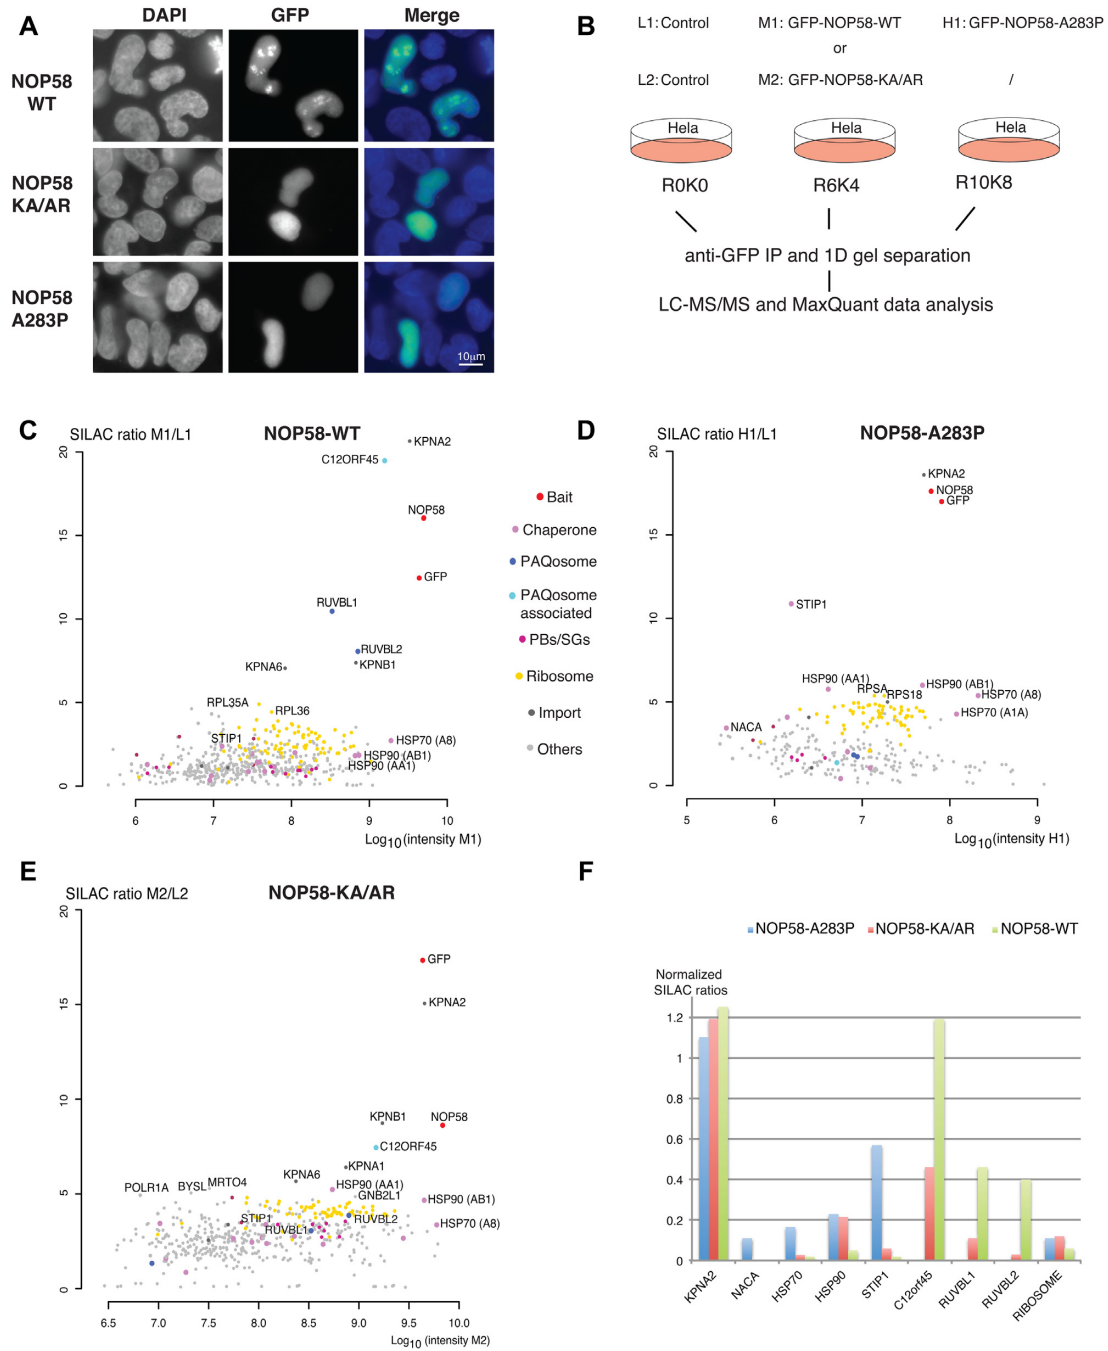 A
DAPI
GFP
Merge
NOP58
WT
NOP58
KA/AR
NOP58
A283P
10µm
B
L1: Control
M1: GFP-NOP58-WT
H1: GFP-NOP58-A283P
or
L2: Control
M2: GFP-NOP58-KA/AR
/
Hela
Hela
Hela
R0K0
R6K4
R10K8
anti-GFP IP and 1D gel separation
LC-MS/MS and MaxQuant data analysis
C
SILAC ratio M1/L1
NOP58-WT
20
15
10
5
0
KPNA2
C12ORF45
NOP58
GFP
RUVBL1
RUVBL2
KPNB1
KPNA6
RPL35A
RPL36
STIP1
HSP70 (A8)
HSP90 (AB1)
HSP90 (AA1)
6
7
8
9
10
Log10(intensity M1)
Bait
Chaperone
PAQosome
PAQosome
associated
PBs/SGs
Ribosome
Import
Others
D
SILAC ratio H1/L1
NOP58-A283P
20
15
10
5
0
KPNA2
NOP58
GFP
STIP1
HSP90 (AA1)
RPSA
RPS18
HSP90 (AB1)
HSP70 (A8)
HSP70 (A1A)
NACA
5
6
7
8
9
Log10(intensity H1)
E
SILAC ratio M2/L2
NOP58-KA/AR
20
15
10
5
0
GFP
KPNA2
KPNB1
NOP58
C12ORF45
KPNA1
KPNA6
HSP90 (AA1)
GNB2L1
HSP90 (AB1)
POLR1A
BYSL
MRTO4
STIP1
RUVBL1
RUVBL2
HSP70 (A8)
6.5
7.0
7.5
8.0
8.5
9.0
9.5
10.0
Log10 (intensity M2)
F
NOP58-A283P
NOP58-KA/AR
NOP58-WT
Normalized
SILAC ratios
1.2
1
0.8
0.6
0.4
0.2
0
KPNA2
NACA
HSP70
HSP90
STIP1
C12orf45
RUVBL1
RUVBL2
RIBOSOME